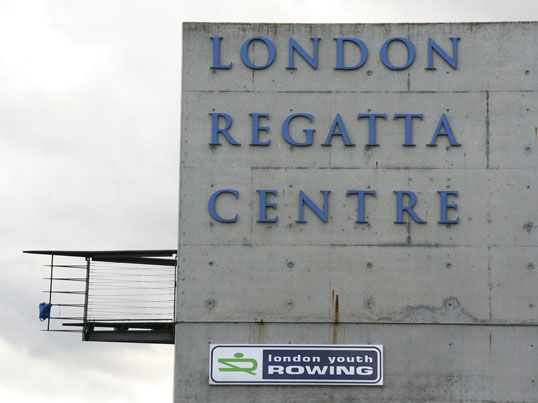 LONDON
REGATTA
CENTRE
london youth
ROWING